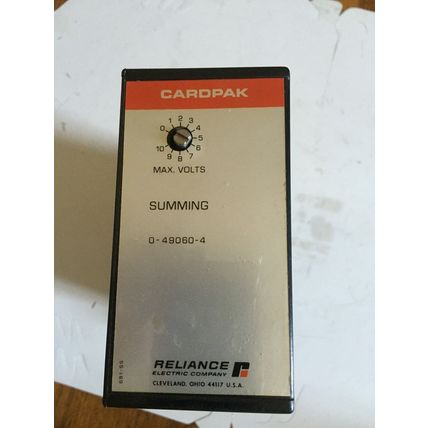 CARDPAK
0 1 2 3 4 5 6 7 8 9 10
MAX. VOLTS
SUMMING
0-49060-4
RELIANCE
ELECTRIC COMPANY
CLEVELAND, OHIO 44117 U.S.A.